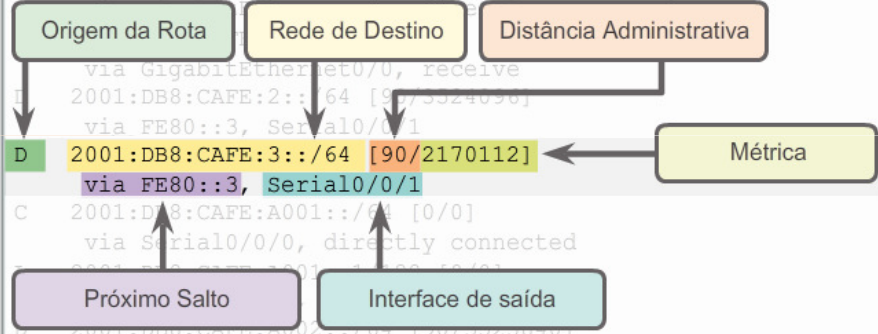 Origem da Rota
Rede de Destino
Distância Administrativa
via GigabitEthernet0/0, receive
D 2001:DB8:CAFE:2::/64 [90/3524096]
via FE80::3, Serial0/0/1
D 2001:DB8:CAFE:3::/64 [90/2170112]
Métrica
via FE80::3, Serial0/0/1
C 2001:DB8:CAFE:A001::/64 [0/0]
via Serial0/0/0, directly connected
Próximo Salto
Interface de saída